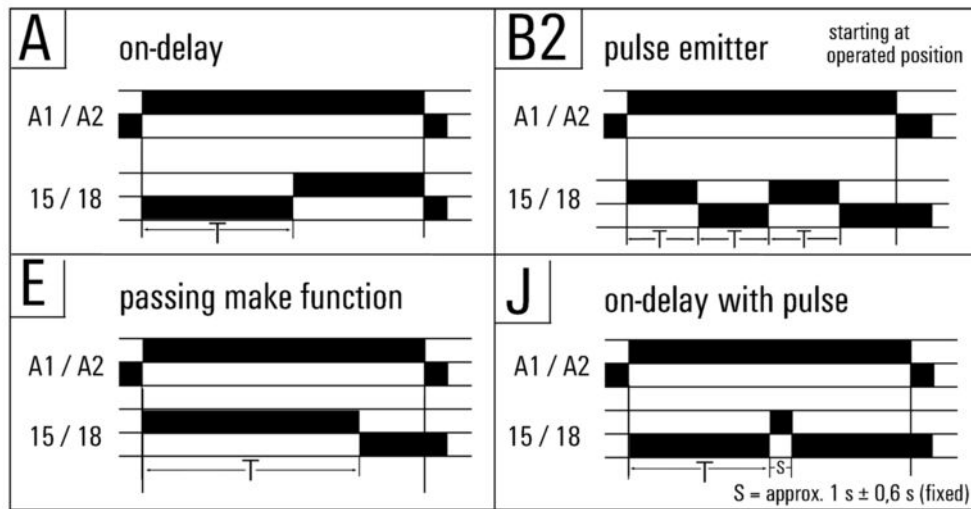 A on-delay
A1 / A2
15 / 18
T
B2 pulse emitter
starting at
operated position
A1 / A2
15 / 18
T T T
E passing make function
A1 / A2
15 / 18
T
J on-delay with pulse
A1 / A2
15 / 18
T S
S = approx. 1 s ± 0,6 s (fixed)